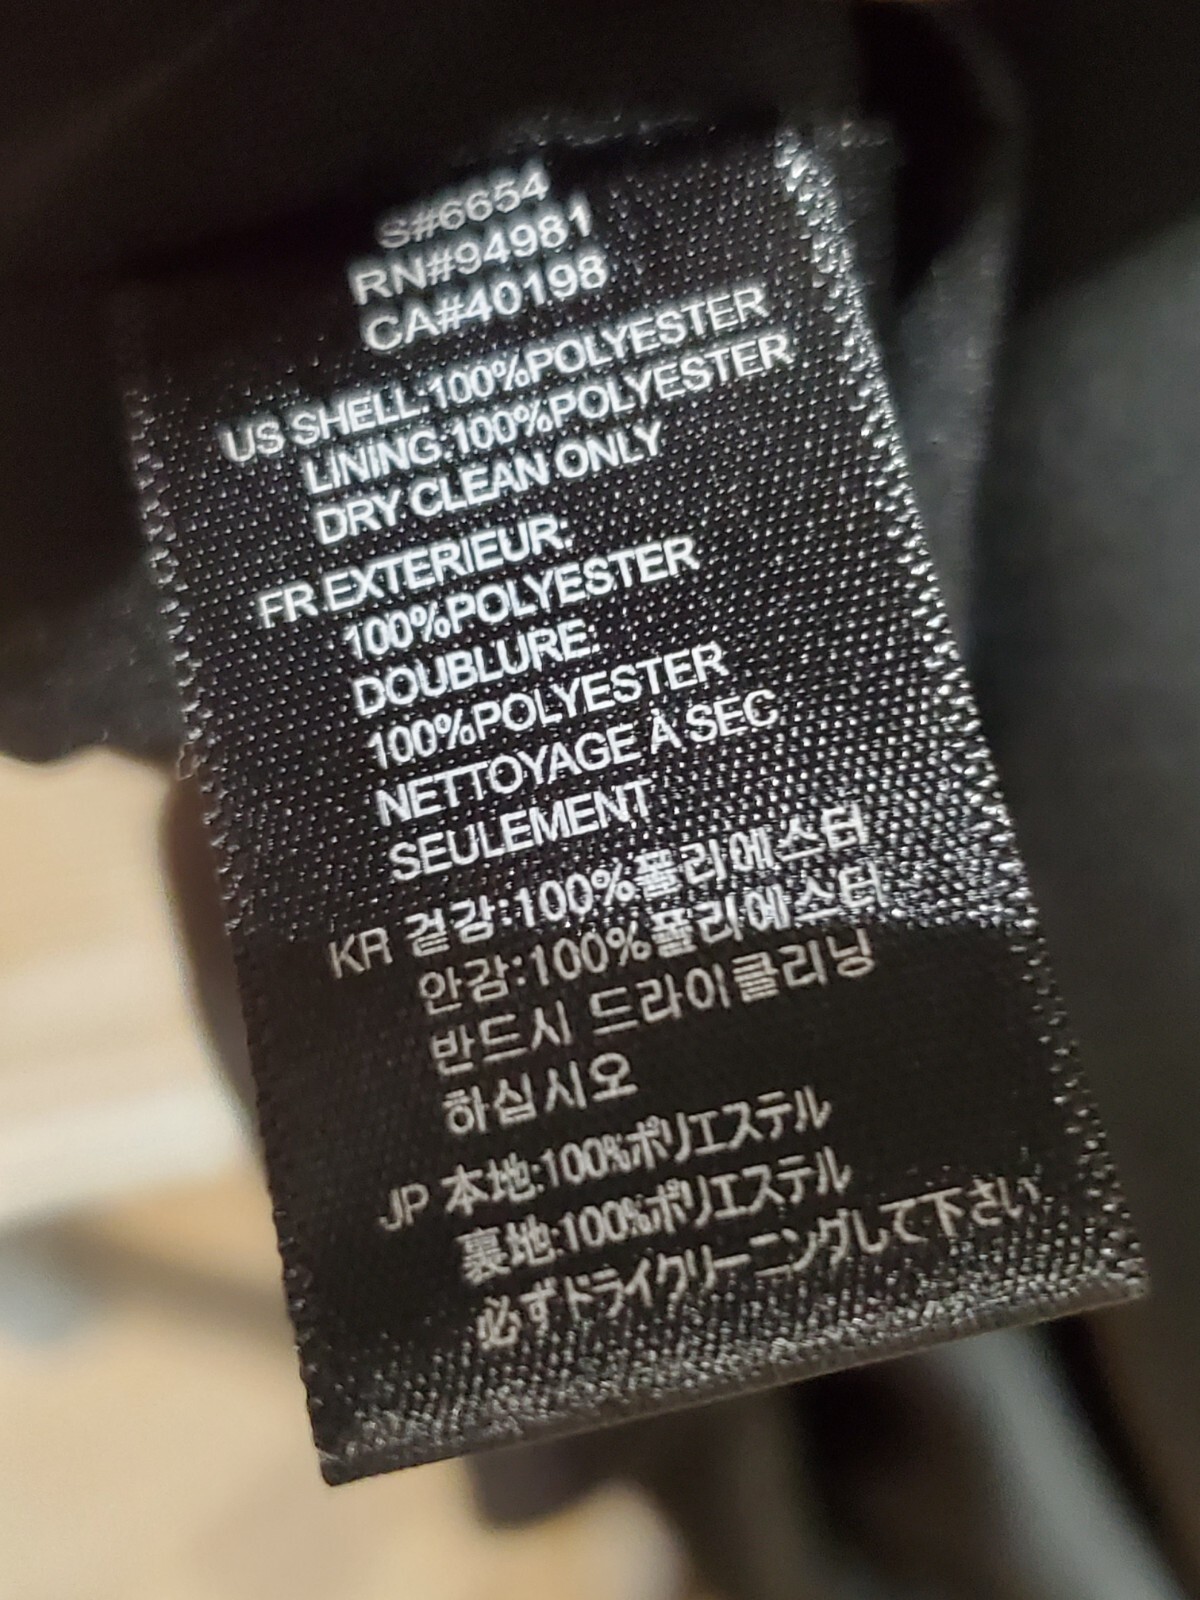 S#6654
RN#94981
CA#40198
US SHELL:100%POLYESTER
LINING:100%POLYESTER
DRY CLEAN ONLY
FR EXTERIEUR:
100%POLYESTER
DOUBLURE:
100%POLYESTER
NETTOYAGE À SEC
SEULEMENT
KR 겉감:100%폴리에스터
안감:100%폴리에스터
반드시 드라이클리닝
하십시오
JP 本地:100%ポリエステル
裏地:100%ポリエステル
必ずドライクリーニングして下さい